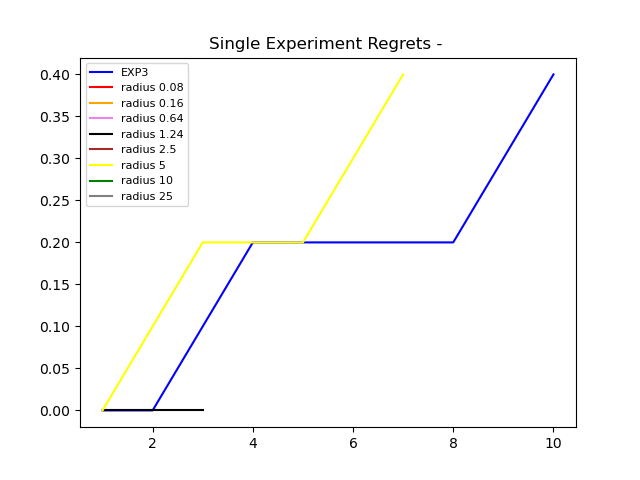 Single Experiment Regrets -
EXP3
radius 0.08
radius 0.16
radius 0.64
radius 1.24
radius 2.5
radius 5
radius 10
radius 25
0.40
0.35
0.30
0.25
0.20
0.15
0.10
0.05
0.00
2 4 6 8 10